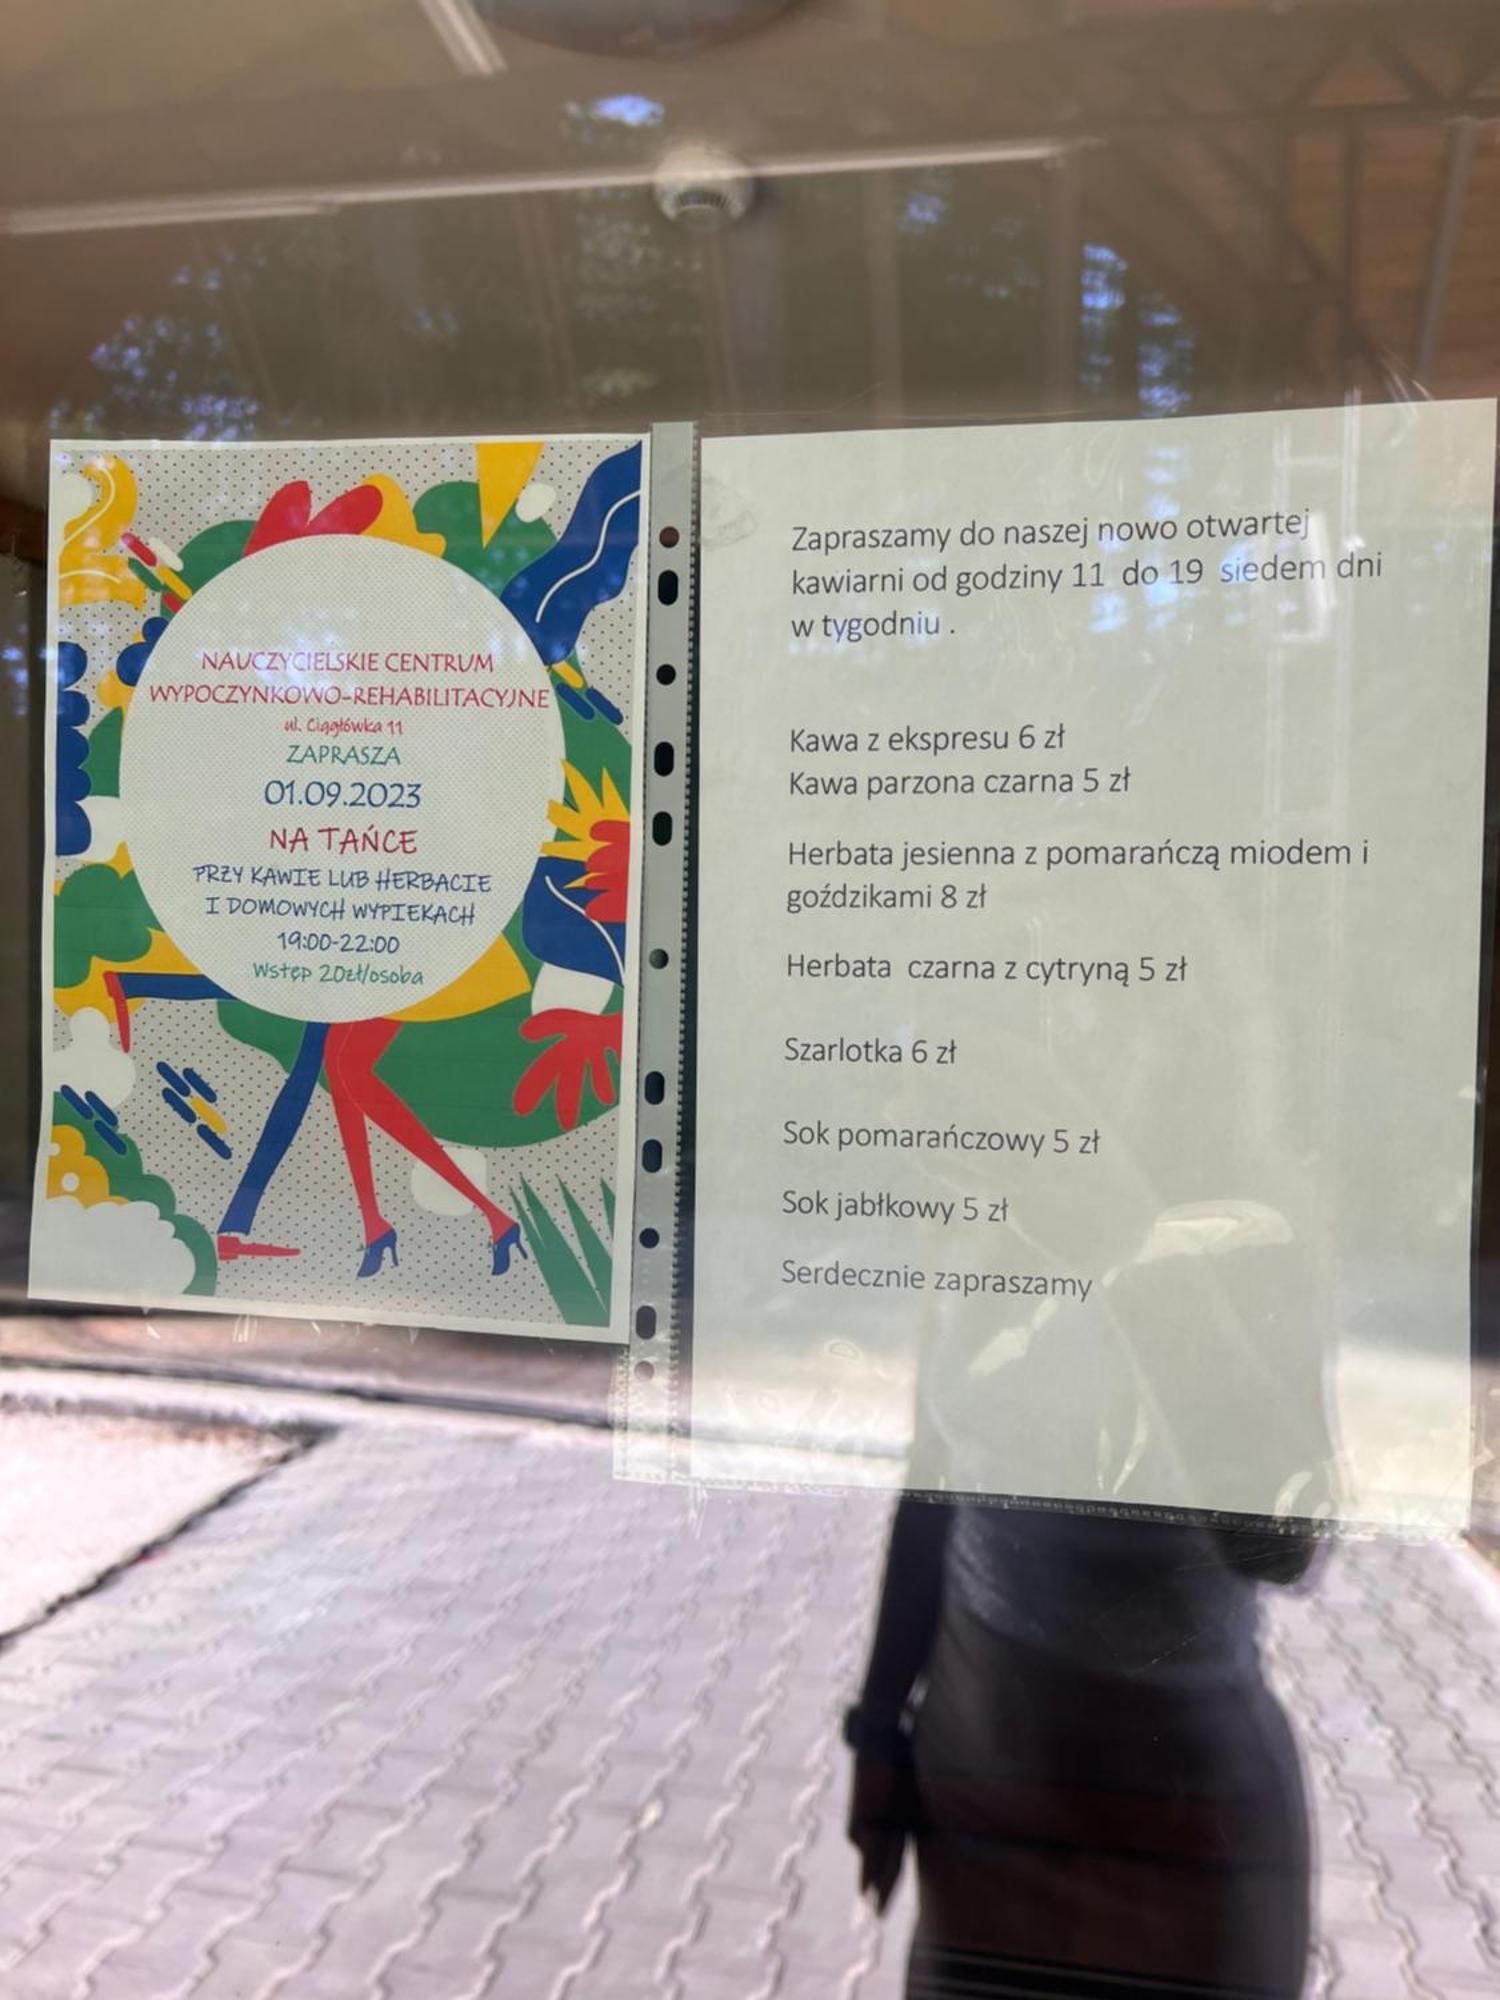 NAUCZYCIELSKIE CENTRUM
WYPOCZYNKOWO-REHABILITACYJNE
ul. Ciągłówka 11
ZAPRASZA
01.09.2023
NA TAŃCE
PRZY KAWIE LUB HERBACIE
I DOMOWYCH WYPIEKACH
19:00-22:00
Wstęp 20zł/osoba
Zapraszamy do naszej nowo otwartej
kawiarni od godziny 11 do 19 siedem dni
w tygodniu .
Kawa z ekspresu 6 zł
Kawa parzona czarna 5 zł
Herbata jesienna z pomarańczą miodem i
goździkami 8 zł
Herbata czarna z cytryną 5 zł
Szarlotka 6 zł
Sok pomarańczowy 5 zł
Sok jabłkowy 5 zł
Serdecznie zapraszamy